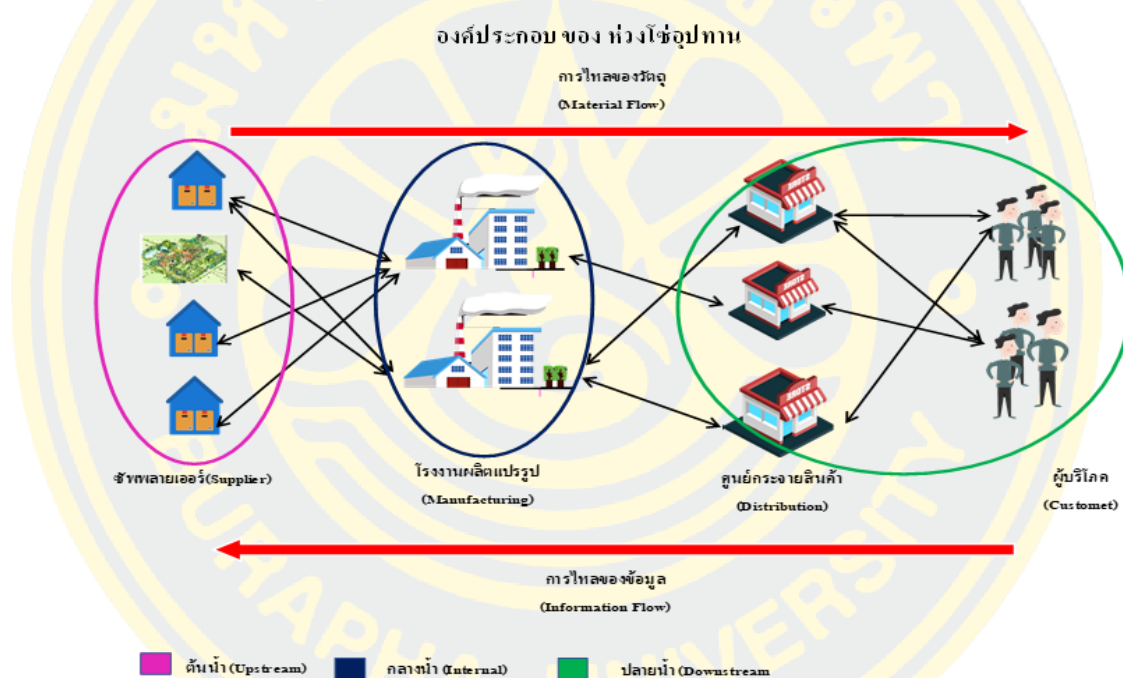 องค์ประกอบ ของ ห่วงโซ่อุปทาน
การไหลของวัตถุ
(Material Flow)
ซัพพลายเออร์(Supplier)
โรงงานผลิตแปรรูป
(Manufacturing)
ศูนย์กระจายสินค้า
(Distribution)
ผู้บริโภค
(Customet)
การไหลของข้อมูล
(Information Flow)
ต้นน้ำ (Upstream)
กลางน้ำ (Internal)
ปลายน้ำ (Downstream
BURAPHA UNIVERSITY